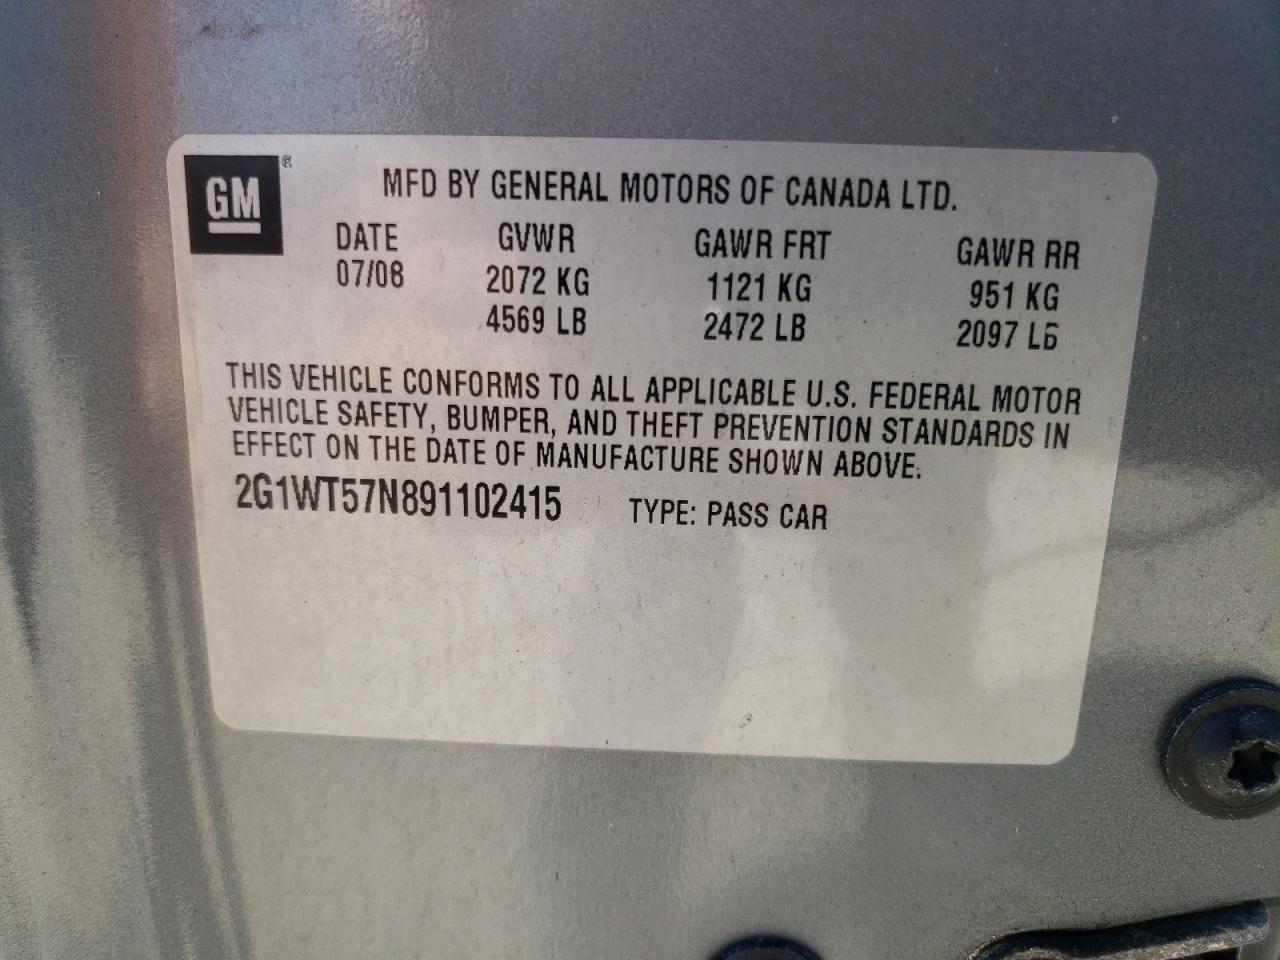 GM ®
MFD BY GENERAL MOTORS OF CANADA LTD.
DATE GVWR GAWR FRT GAWR RR
07/08 2072 KG 1121 KG 951 KG
4569 LB 2472 LB 2097 LB
THIS VEHICLE CONFORMS TO ALL APPLICABLE U.S. FEDERAL MOTOR
VEHICLE SAFETY, BUMPER, AND THEFT PREVENTION STANDARDS IN
EFFECT ON THE DATE OF MANUFACTURE SHOWN ABOVE.
2G1WT57N891102415 TYPE: PASS CAR